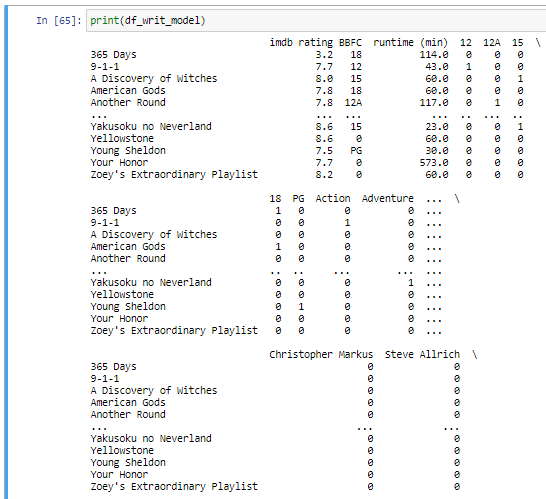 In [65]: print(df_writ_model)
imdb rating BBFC runtime (min) 12 12A 15 \
365 Days 3.2 18 114.0 0 0 0
9-1-1 7.7 12 43.0 1 0 0
A Discovery of Witches 8.0 15 60.0 0 0 1
American Gods 7.8 18 60.0 0 0 0
Another Round 7.8 12A 117.0 0 1 0
... ... ... ... .. ... ..
Yakusoku no Neverland 8.6 15 23.0 0 0 1
Yellowstone 8.6 0 60.0 0 0 0
Young Sheldon 7.5 PG 30.0 0 0 0
Your Honor 7.7 0 573.0 0 0 0
Zoey's Extraordinary Playlist 8.2 0 60.0 0 0 0
18 PG Action Adventure ... \
365 Days 1 0 0 0 ...
9-1-1 0 0 1 0 ...
A Discovery of Witches 0 0 0 0 ...
American Gods 1 0 0 0 ...
Another Round 0 0 0 0 ...
... .. .. ... ... ...
Yakusoku no Neverland 0 0 0 1 ...
Yellowstone 0 0 0 0 ...
Young Sheldon 0 1 0 0 ...
Your Honor 0 0 0 0 ...
Zoey's Extraordinary Playlist 0 0 0 0 ...
Christopher Markus Steve Allrich \
365 Days 0 0
9-1-1 0 0
A Discovery of Witches 0 0
American Gods 0 0
Another Round 0 0
... ... ...
Yakusoku no Neverland 0 0
Yellowstone 0 0
Young Sheldon 0 0
Your Honor 0 0
Zoey's Extraordinary Playlist 0 0